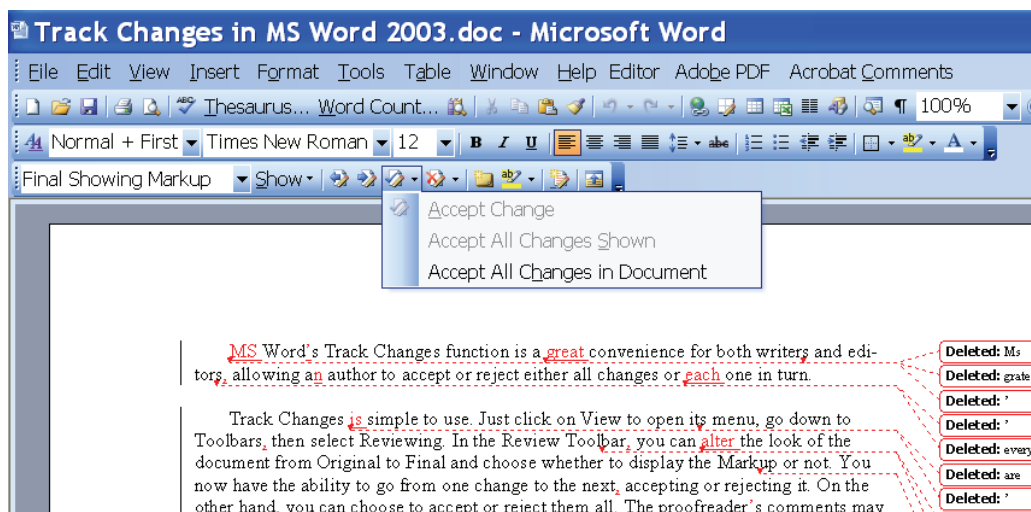 Track Changes in MS Word 2003.doc - Microsoft Word
File Edit View Insert Format Tools Table Window Help Editor Adobe PDF Acrobat Comments
Thesaurus... Word Count... 100%
Normal + First Times New Roman 12 B I U
Final Showing Markup Show
Accept Change
Accept All Changes Shown
Accept All Changes in Document
MS Word's Track Changes function is a great convenience for both writers and edi-
tors, allowing an author to accept or reject either all changes or each one in turn.
Track Changes is simple to use. Just click on View to open its menu, go down to
Toolbars, then select Reviewing. In the Review Toolbar, you can alter the look of the
document from Original to Final and choose whether to display the Markup or not. You
now have the ability to go from one change to the next, accepting or rejecting it. On the
other hand, you can choose to accept or reject them all. The proofreader's comments may
Deleted: Ms
Deleted: grate
Deleted: '
Deleted: '
Deleted: every
Deleted: are
Deleted: '